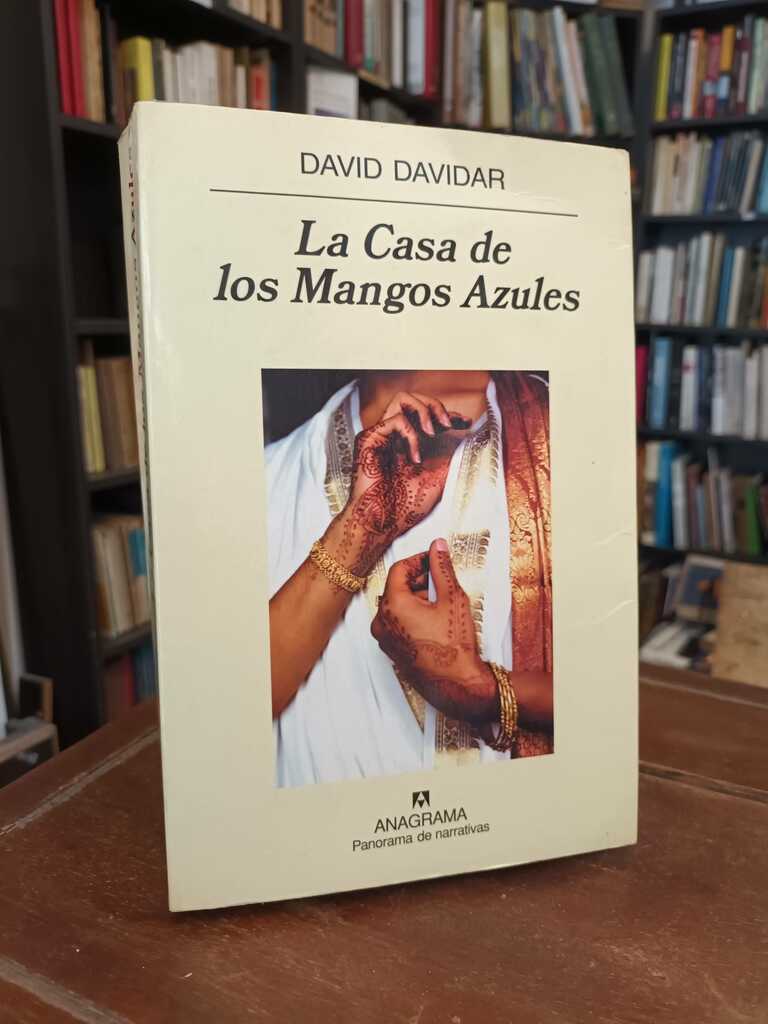 DAVID DAVIDAR
La Casa de
los Mangos Azules
ANAGRAMA
Panorama de narrativas